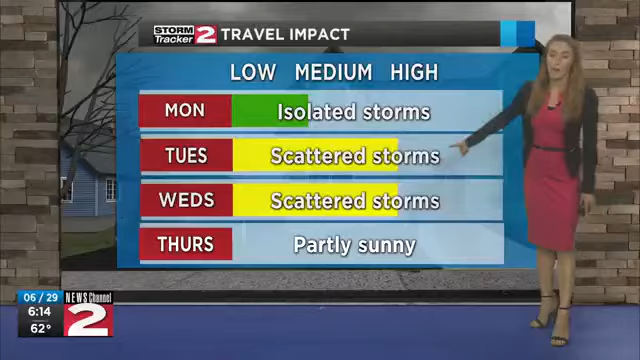 STORM Tracker 2 TRAVEL IMPACT
LOW MEDIUM HIGH
MON Isolated storms
TUES Scattered storms
WEDS Scattered storms
THURS Partly sunny
06 / 29
6:14
62°
NEWS Channel
2